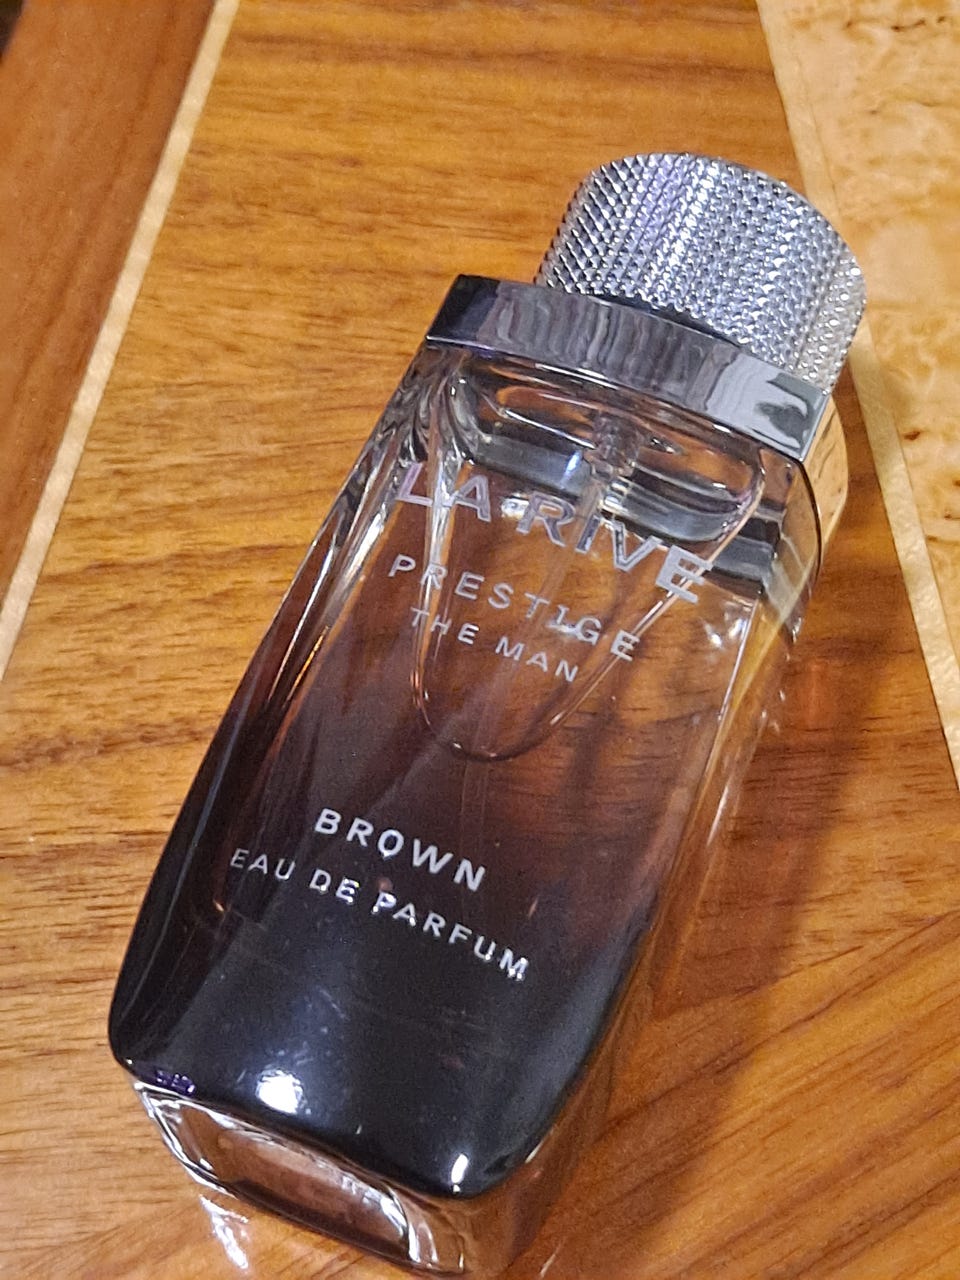 LA·RIVE
PRESTIGE
THE MAN
BROWN
EAU DE PARFUM